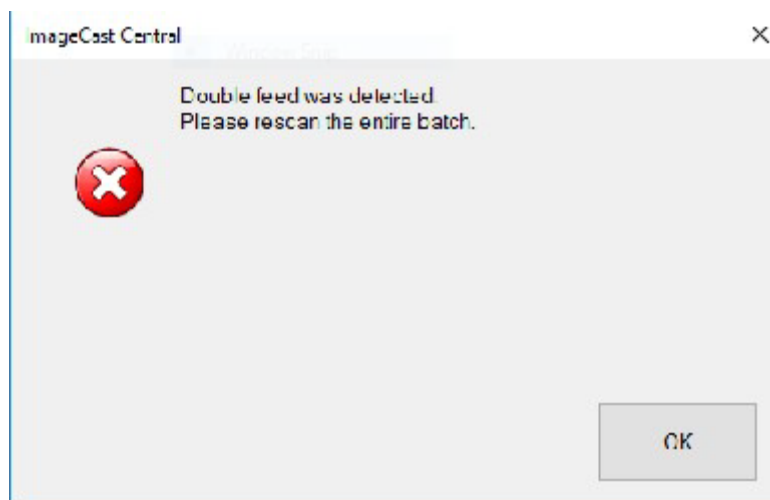 ImageCast Central
Double feed was detected.
Please rescan the entire batch.
OK